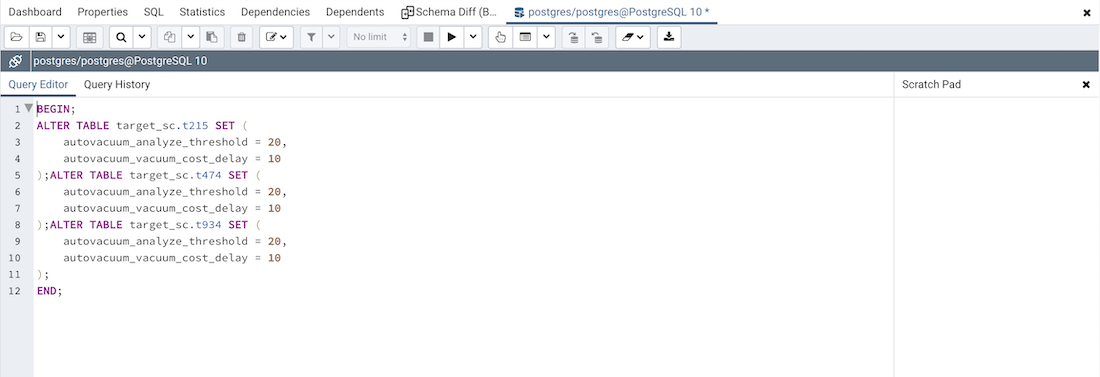 Dashboard Properties SQL Statistics Dependencies Dependents Schema Diff (B... postgres/postgres@PostgreSQL 10 *
No limit
postgres/postgres@PostgreSQL 10
Query Editor Query History Scratch Pad
1 BEGIN;
2 ALTER TABLE target_sc.t215 SET (
3     autovacuum_analyze_threshold = 20,
4     autovacuum_vacuum_cost_delay = 10
5 );ALTER TABLE target_sc.t474 SET (
6     autovacuum_analyze_threshold = 20,
7     autovacuum_vacuum_cost_delay = 10
8 );ALTER TABLE target_sc.t934 SET (
9     autovacuum_analyze_threshold = 20,
10     autovacuum_vacuum_cost_delay = 10
11 );
12 END;